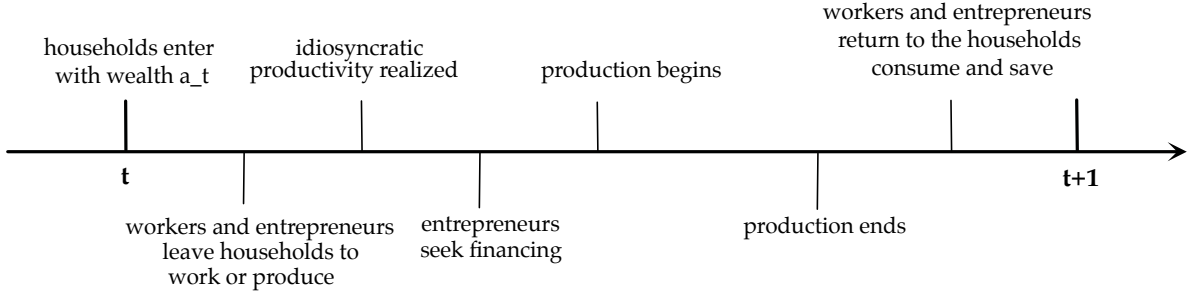 households enter
with wealth a_t
idiosyncratic
productivity realized
production begins
workers and entrepreneurs
return to the households
consume and save
t
t+1
workers and entrepreneurs
leave households to
work or produce
entrepreneurs
seek financing
production ends